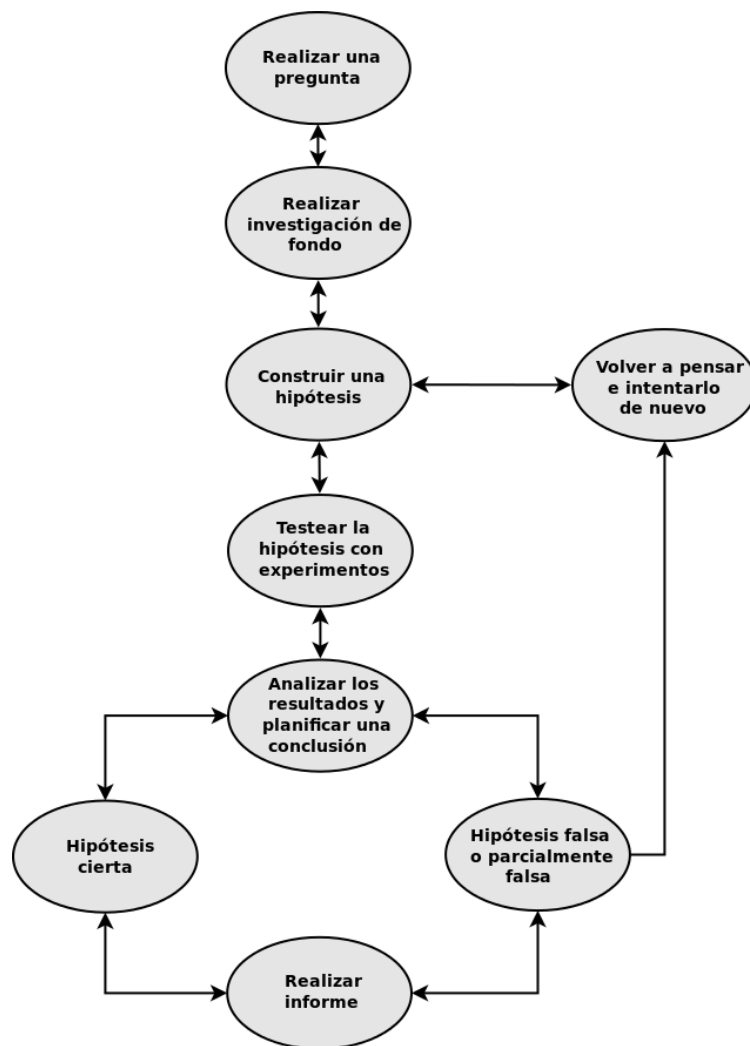 Realizar una
pregunta
Realizar
investigación de
fondo
Construir una
hipótesis
Volver a pensar
e intentarlo
de nuevo
Testear la
hipótesis con
experimentos
Analizar los
resultados y
planificar una
conclusión
Hipótesis
cierta
Hipótesis falsa
o parcialmente
falsa
Realizar
informe